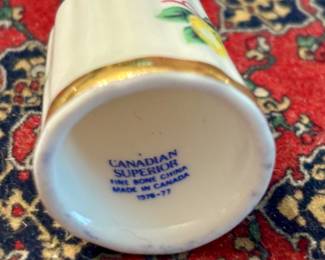 CANADIAN
SUPERIOR
FINE BONE CHINA
MADE IN CANADA
1976-77